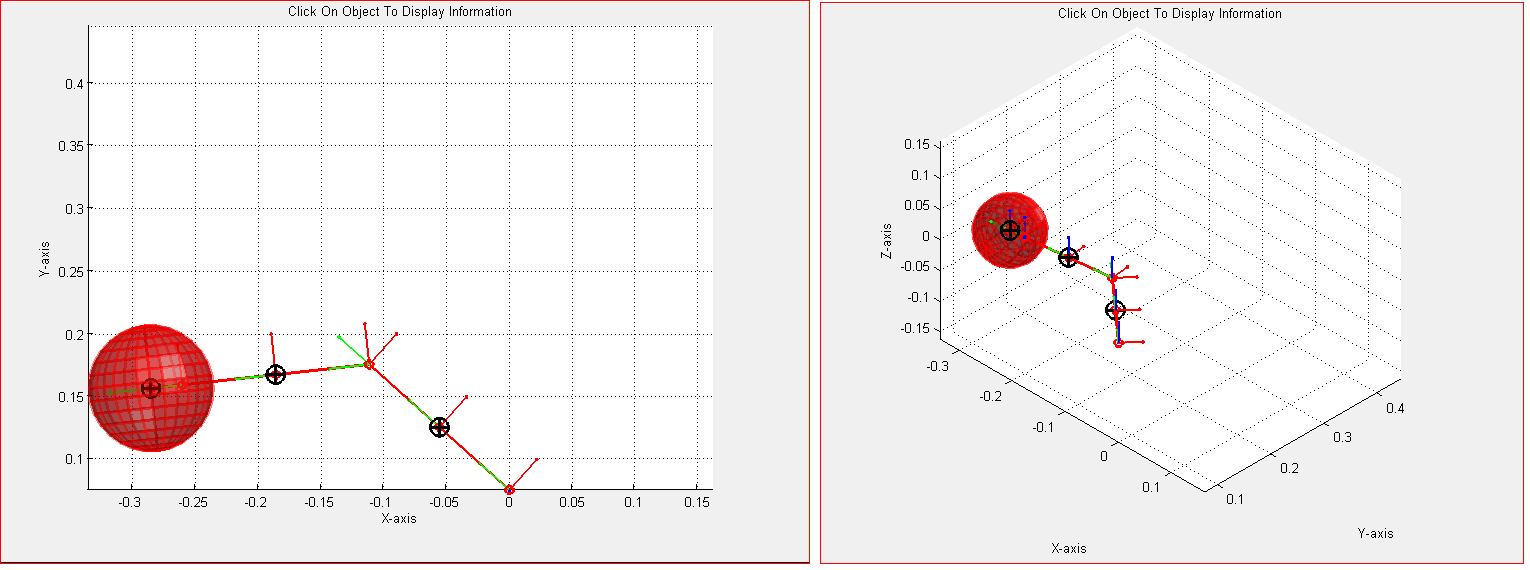 Click On Object To Display Information
0.4
0.35
0.3
0.25
0.2
0.15
0.1
Y-axis
-0.3 -0.25 -0.2 -0.15 -0.1 -0.05 0 0.05 0.1 0.15
X-axis
Click On Object To Display Information
0.15
0.1
0.05
0
-0.05
-0.1
-0.15
Z-axis
-0.3
-0.2
-0.1
0
0.1
X-axis
0.1
0.2
0.3
0.4
Y-axis